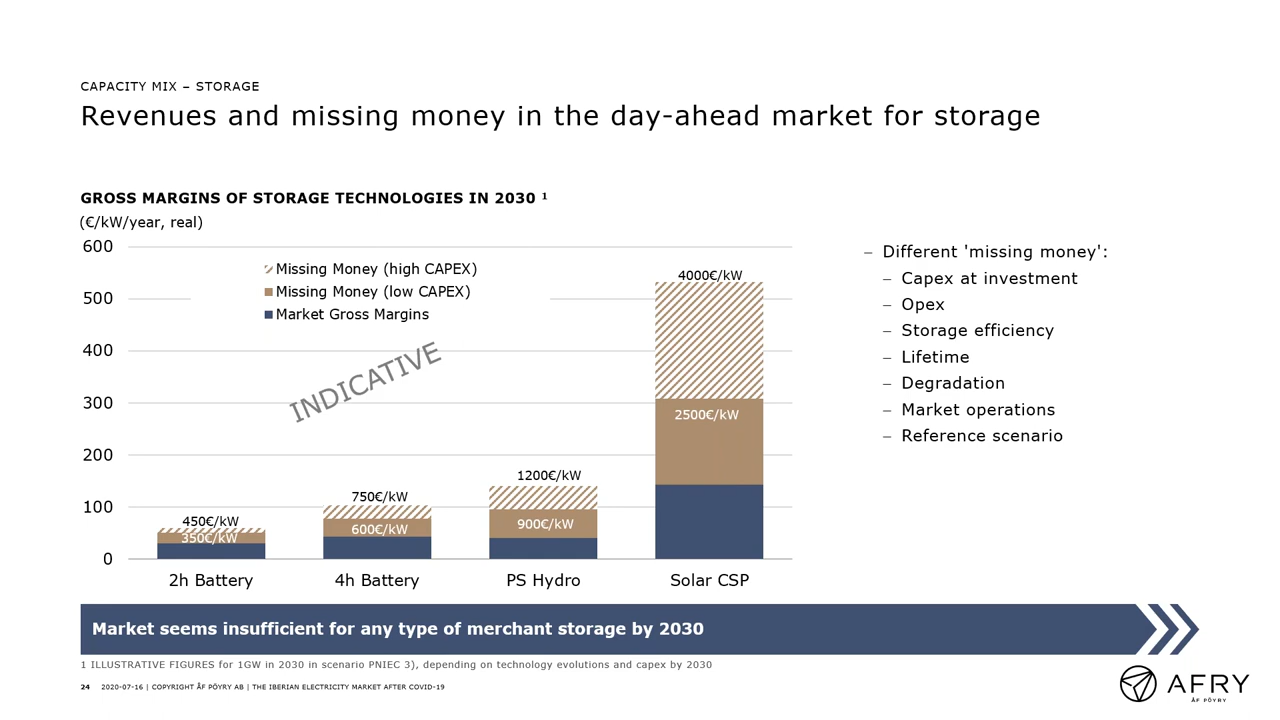 CAPACITY MIX – STORAGE
Revenues and missing money in the day-ahead market for storage
GROSS MARGINS OF STORAGE TECHNOLOGIES IN 2030 ¹
(€/kW/year, real)
600
500
400
300
200
100
0
Missing Money (high CAPEX)
Missing Money (low CAPEX)
Market Gross Margins
INDICATIVE
450€/kW
350€/kW
750€/kW
600€/kW
1200€/kW
900€/kW
4000€/kW
2500€/kW
2h Battery
4h Battery
PS Hydro
Solar CSP
– Different 'missing money':
– Capex at investment
– Opex
– Storage efficiency
– Lifetime
– Degradation
– Market operations
– Reference scenario
Market seems insufficient for any type of merchant storage by 2030
1 ILLUSTRATIVE FIGURES for 1GW in 2030 in scenario PNIEC 3), depending on technology evolutions and capex by 2030
24 2020-07-16 | COPYRIGHT ÅF PÖYRY AB | THE IBERIAN ELECTRICITY MARKET AFTER COVID-19
AFRY
ÅF PÖYRY